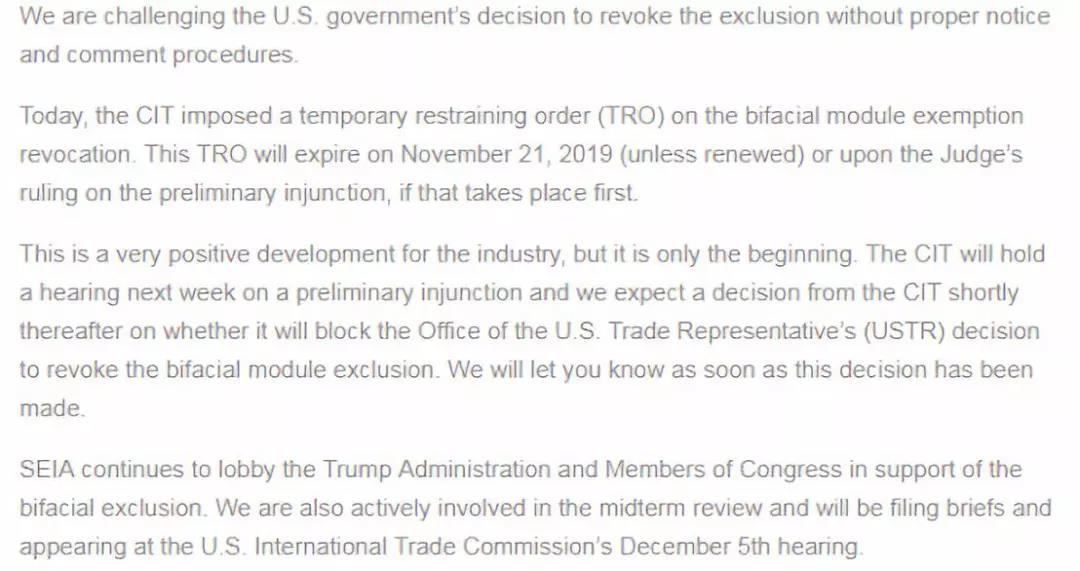 We are challenging the U.S. government's decision to revoke the exclusion without proper notice
and comment procedures.
Today, the CIT imposed a temporary restraining order (TRO) on the bifacial module exemption
revocation. This TRO will expire on November 21, 2019 (unless renewed) or upon the Judge's
ruling on the preliminary injunction, if that takes place first.
This is a very positive development for the industry, but it is only the beginning. The CIT will hold
a hearing next week on a preliminary injunction and we expect a decision from the CIT shortly
thereafter on whether it will block the Office of the U.S. Trade Representative's (USTR) decision
to revoke the bifacial module exclusion. We will let you know as soon as this decision has been
made.
SEIA continues to lobby the Trump Administration and Members of Congress in support of the
bifacial exclusion. We are also actively involved in the midterm review and will be filing briefs and
appearing at the U.S. International Trade Commission's December 5th hearing.